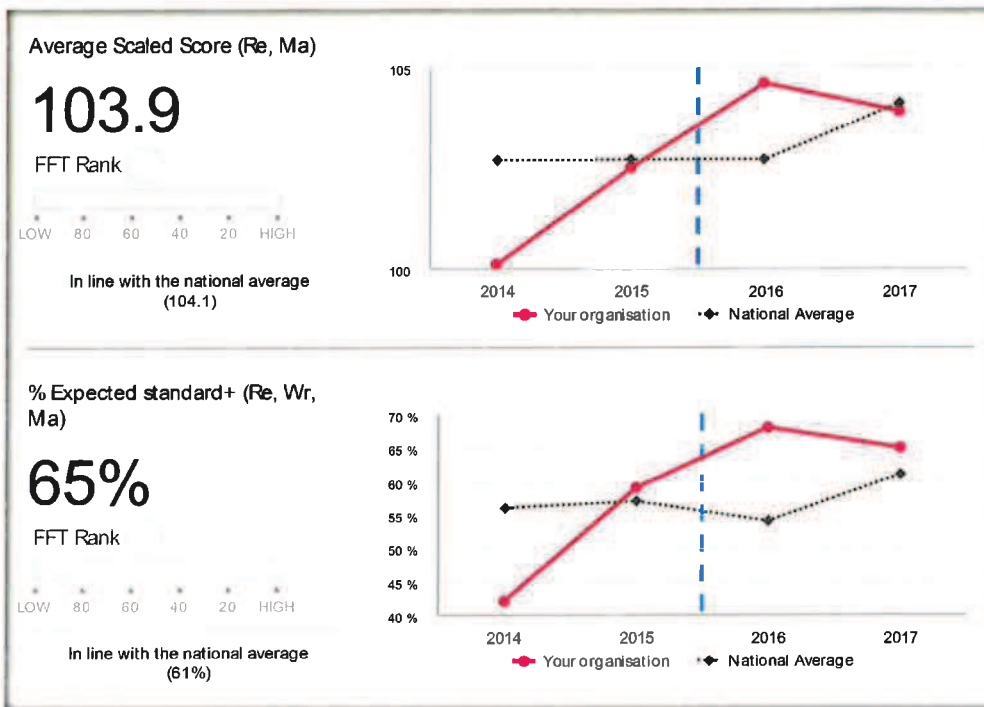 Average Scaled Score (Re, Ma)
103.9
FFT Rank
LOW 80 60 40 20 HIGH
In line with the national average
(104.1)
105
100
2014 2015 2016 2017
Your organisation National Average
% Expected standard+ (Re, Wr,
Ma)
65%
FFT Rank
LOW 80 60 40 20 HIGH
In line with the national average
(61%)
70 %
65 %
60 %
55 %
50 %
45 %
40 %
2014 2015 2016 2017
Your organisation National Average